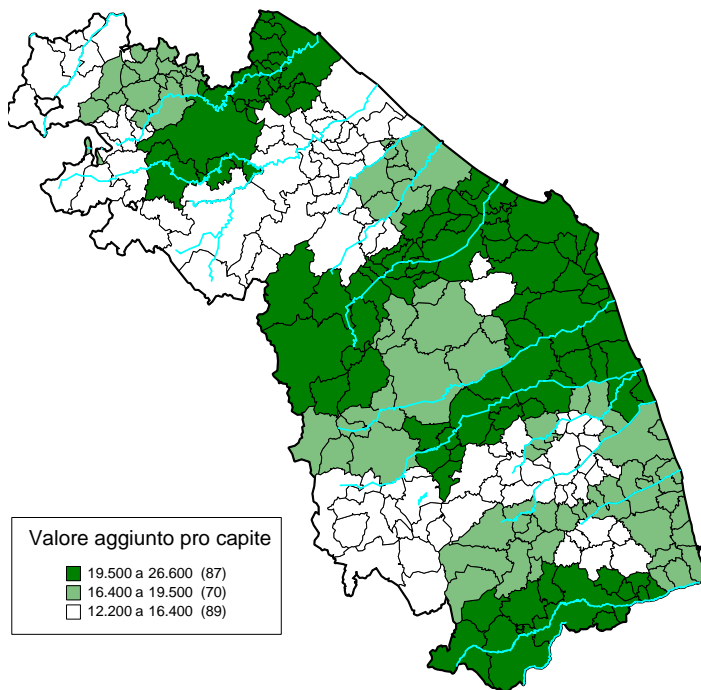 Valore aggiunto pro capite
19.500 a 26.600 (87)
16.400 a 19.500 (70)
12.200 a 16.400 (89)